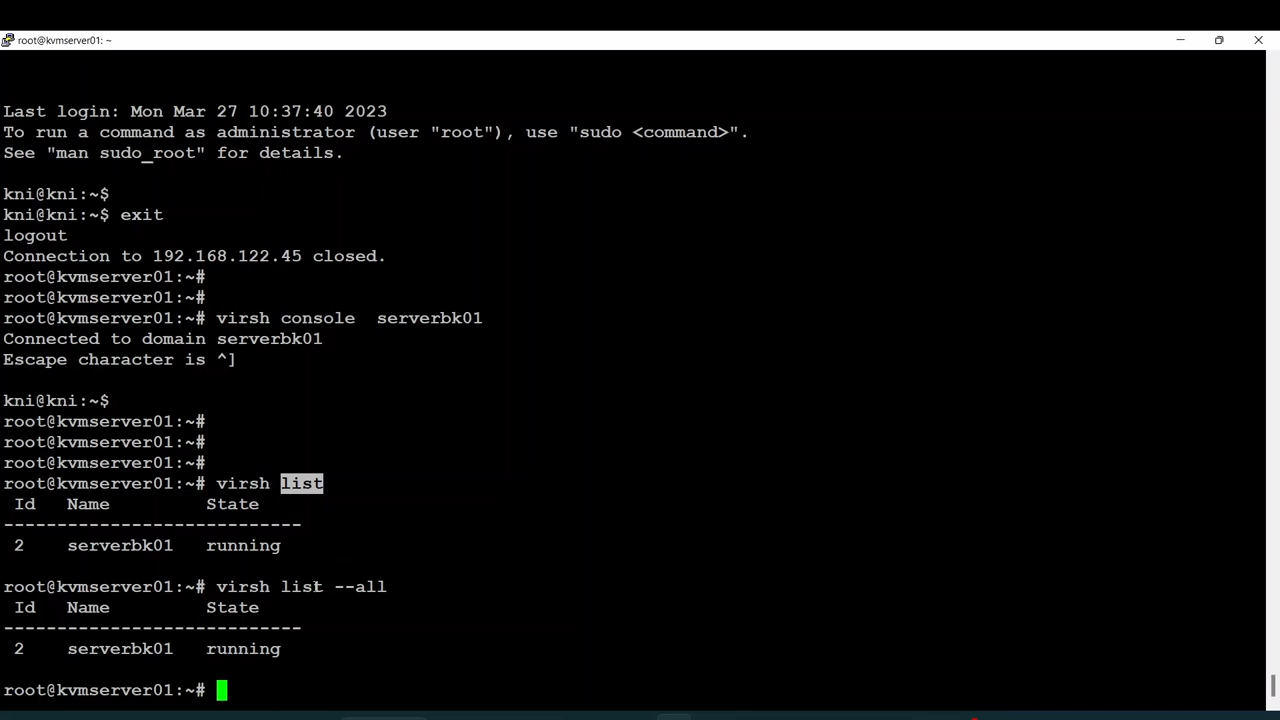 root@kvmserver01: ~
Last login: Mon Mar 27 10:37:40 2023
To run a command as administrator (user "root"), use "sudo <command>".
See "man sudo_root" for details.
kni@kni:~$
kni@kni:~$ exit
logout
Connection to 192.168.122.45 closed.
root@kvmserver01:~#
root@kvmserver01:~#
root@kvmserver01:~# virsh console  serverbk01
Connected to domain serverbk01
Escape character is ^]
kni@kni:~$
root@kvmserver01:~#
root@kvmserver01:~#
root@kvmserver01:~#
root@kvmserver01:~# virsh list
 Id   Name         State
----------------------------
 2    serverbk01   running
root@kvmserver01:~# virsh list --all
 Id   Name         State
----------------------------
 2    serverbk01   running
root@kvmserver01:~#